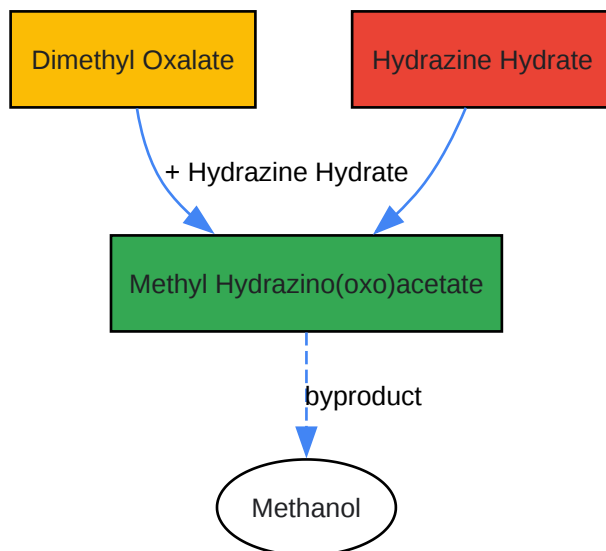 Dimethyl Oxalate
Hydrazine Hydrate
+ Hydrazine Hydrate
Methyl Hydrazino(oxo)acetate
byproduct
Methanol